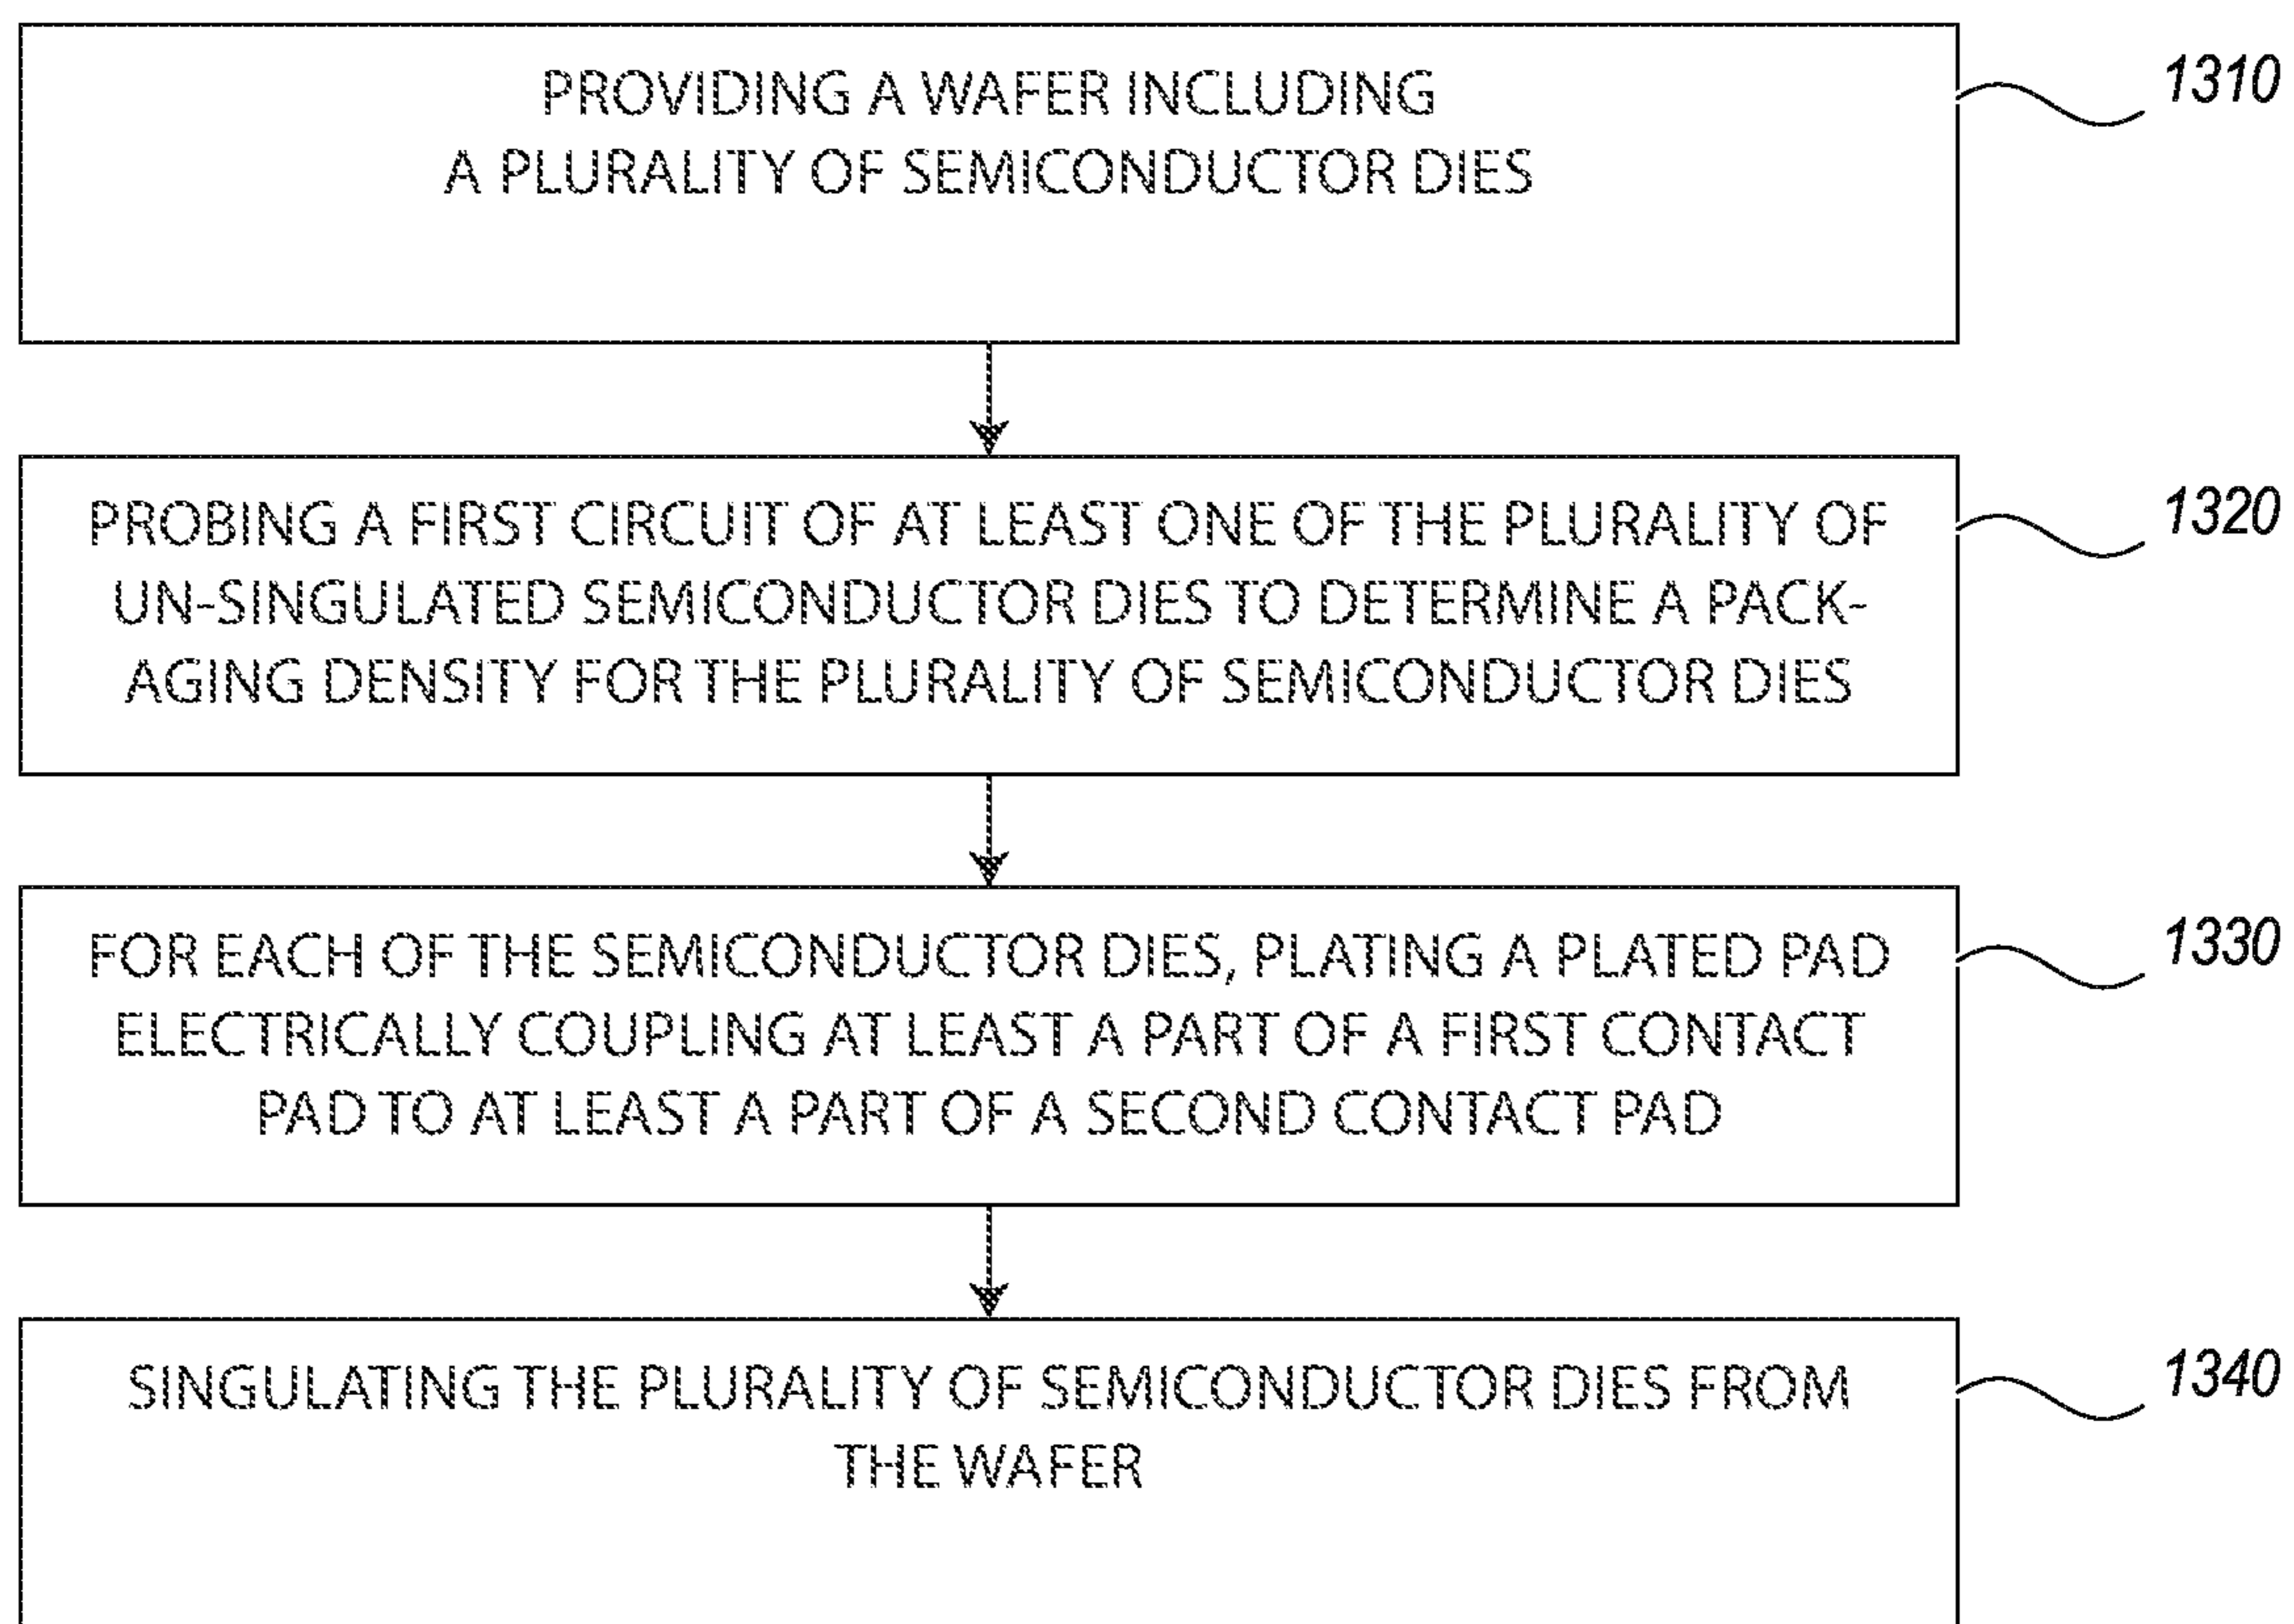 PROVIDING A WAFER INCLUDING
A PLURALITY OF SEMICONDUCTOR DIES
1310
PROBING A FIRST CIRCUIT OF AT LEAST ONE OF THE PLURALITY OF
UN-SINGULATED SEMICONDUCTOR DIES TO DETERMINE A PACK-
AGING DENSITY FOR THE PLURALITY OF SEMICONDUCTOR DIES
1320
FOR EACH OF THE SEMICONDUCTOR DIES, PLATING A PLATED PAD
ELECTRICALLY COUPLING AT LEAST A PART OF A FIRST CONTACT
PAD TO AT LEAST A PART OF A SECOND CONTACT PAD
1330
SINGULATING THE PLURALITY OF SEMICONDUCTOR DIES FROM
THE WAFER
1340